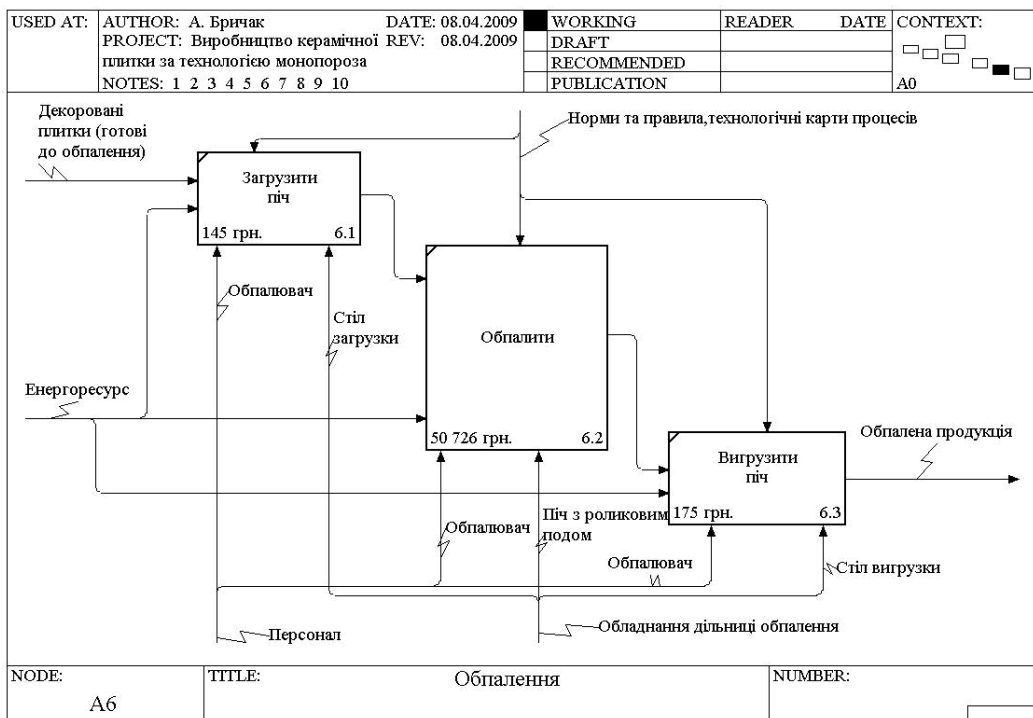 USED AT:
AUTHOR: А. Бричак
DATE: 08.04.2009
WORKING
READER
DATE
CONTEXT:
PROJECT: Виробництво керамічної
REV: 08.04.2009
DRAFT
плитки за технологією монопороза
RECOMMENDED
NOTES: 1 2 3 4 5 6 7 8 9 10
PUBLICATION
A0
Декоровані
плитки (готові
до обпалення)
Норми та правила,технологічні карти процесів
Загрузити
піч
145 грн.
6.1
Обпалювач
Стіл
загрузки
Обпалити
Енергоресурс
50 726 грн.
6.2
Обпалена продукція
Вигрузити
піч
175 грн.
6.3
Обпалювач
Піч з роликовим
подом
Обпалювач
Стіл вигрузки
Персонал
Обладнання дільниці обпалення
NODE:
TITLE:
Обпалення
NUMBER:
A6